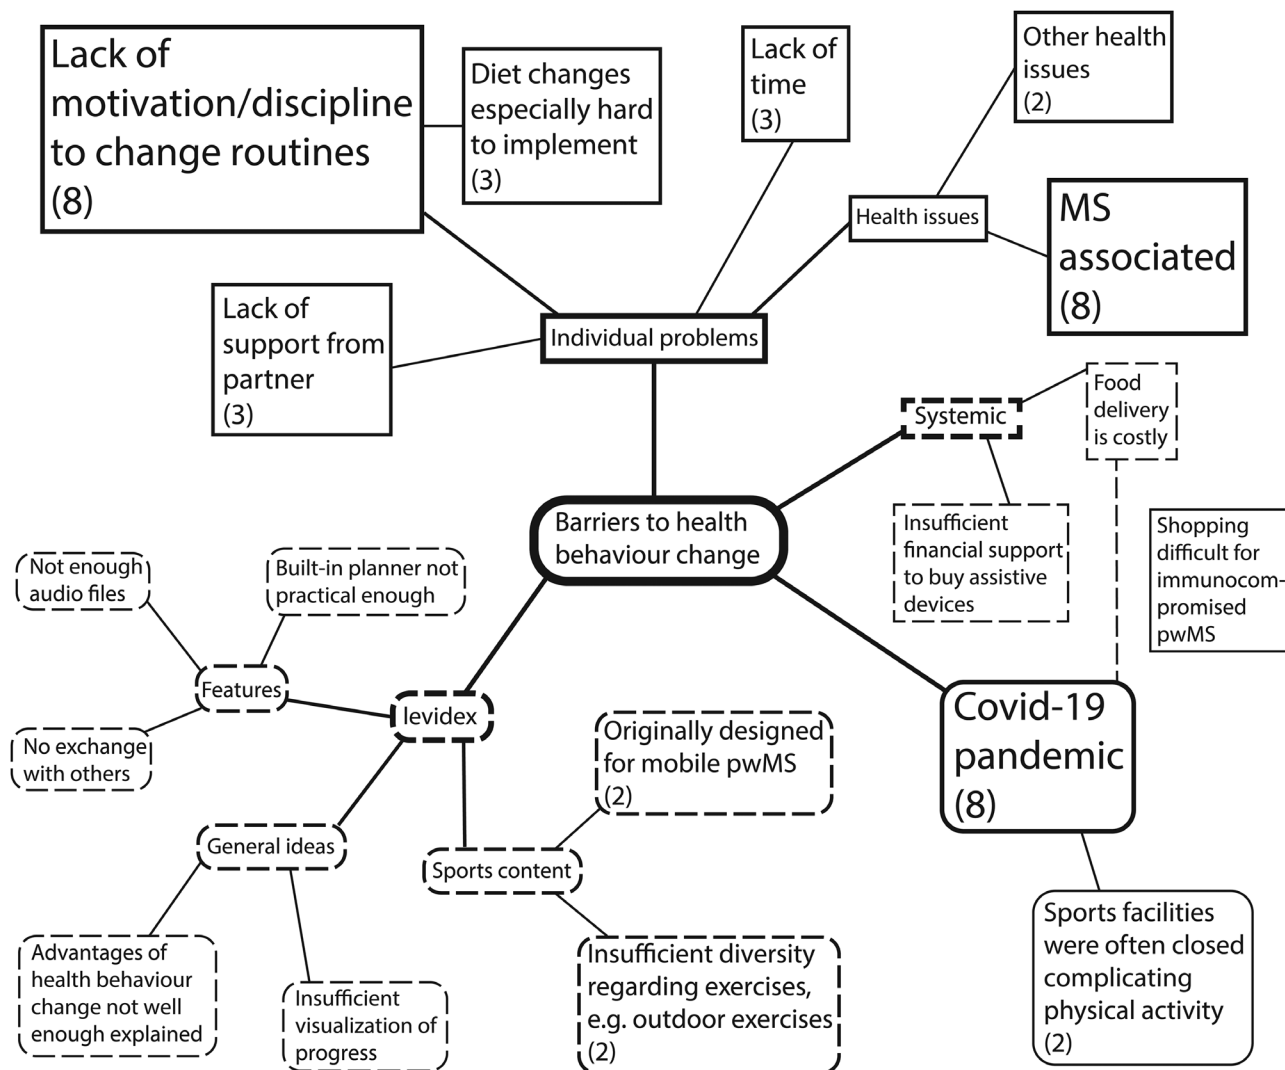 Lack of
motivation/discipline
to change routines
(8)
Diet changes
especially hard
to implement
(3)
Lack of
time
(3)
Other health
issues
(2)
Health issues
MS
associated
(8)
Lack of
support from
partner
(3)
Individual problems
Systemic
Food
delivery
is costly
Insufficient
financial support
to buy assistive
devices
Shopping
difficult for
immunocom-
promised
pwMS
Barriers to health
behaviour change
Not enough
audio files
Built-in planner not
practical enough
Features
No exchange
with others
levidex
Originally designed
for mobile pwMS
(2)
Covid-19
pandemic
(8)
General ideas
Sports content
Advantages of
health behaviour
change not well
enough explained
Insufficient
visualization of
progress
Insufficient diversity
regarding exercises,
e.g. outdoor exercises
(2)
Sports facilities
were often closed
complicating
physical activity
(2)